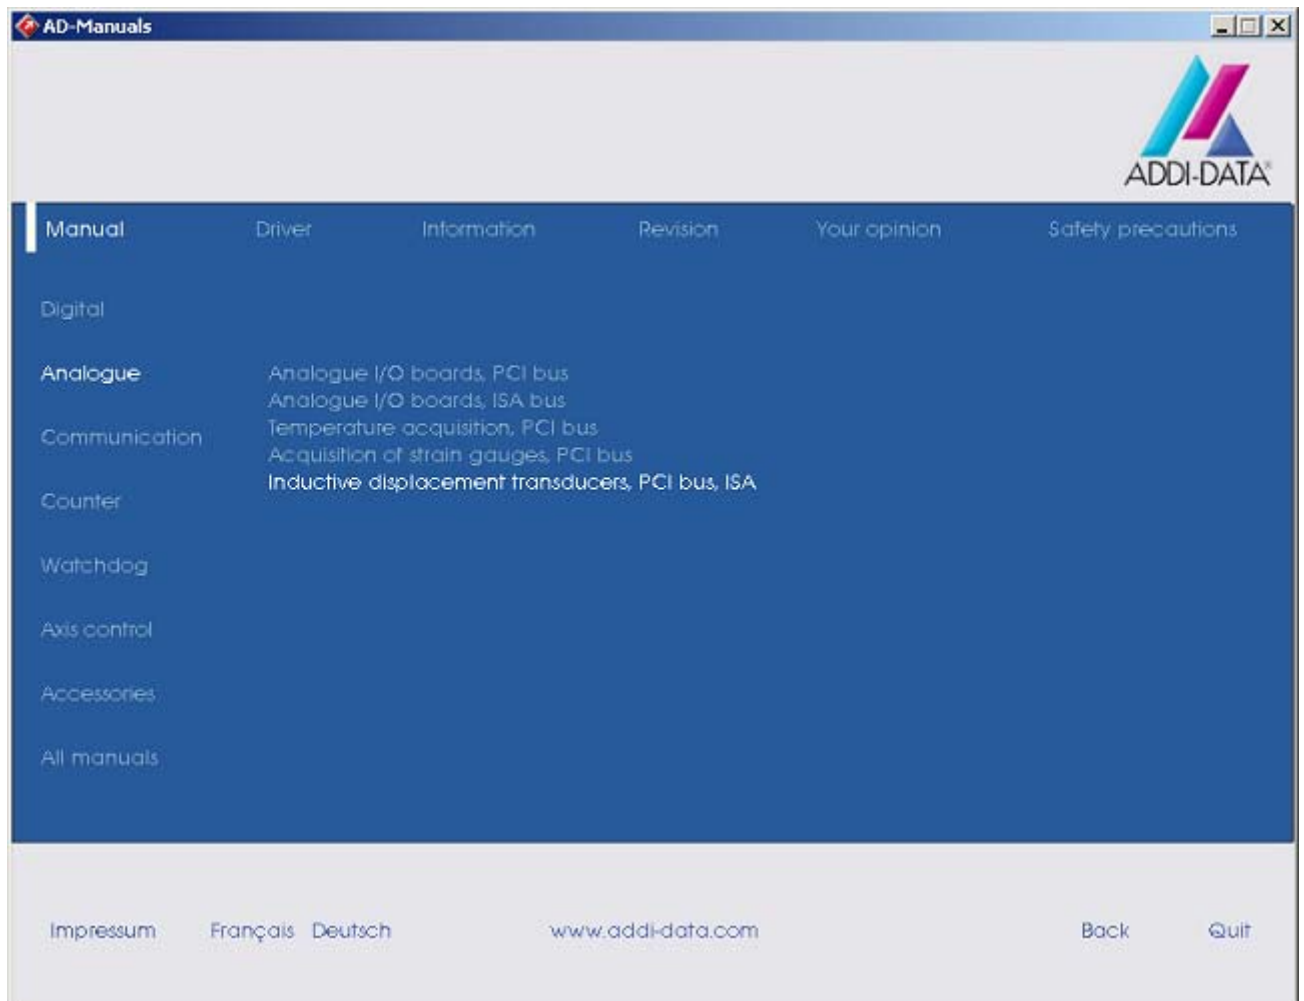 AD-Manuals
ADDI-DATA®
Manual Driver Information Revision Your opinion Safety precautions
Digital
Analogue
Analogue I/O boards, PCI bus
Analogue I/O boards, ISA bus
Temperature acquisition, PCI bus
Acquisition of strain gauges, PCI bus
Inductive displacement transducers, PCI bus, ISA
Communication
Counter
Watchdog
Axis control
Accessories
All manuals
Impressum Français Deutsch www.addi-data.com Back Quit